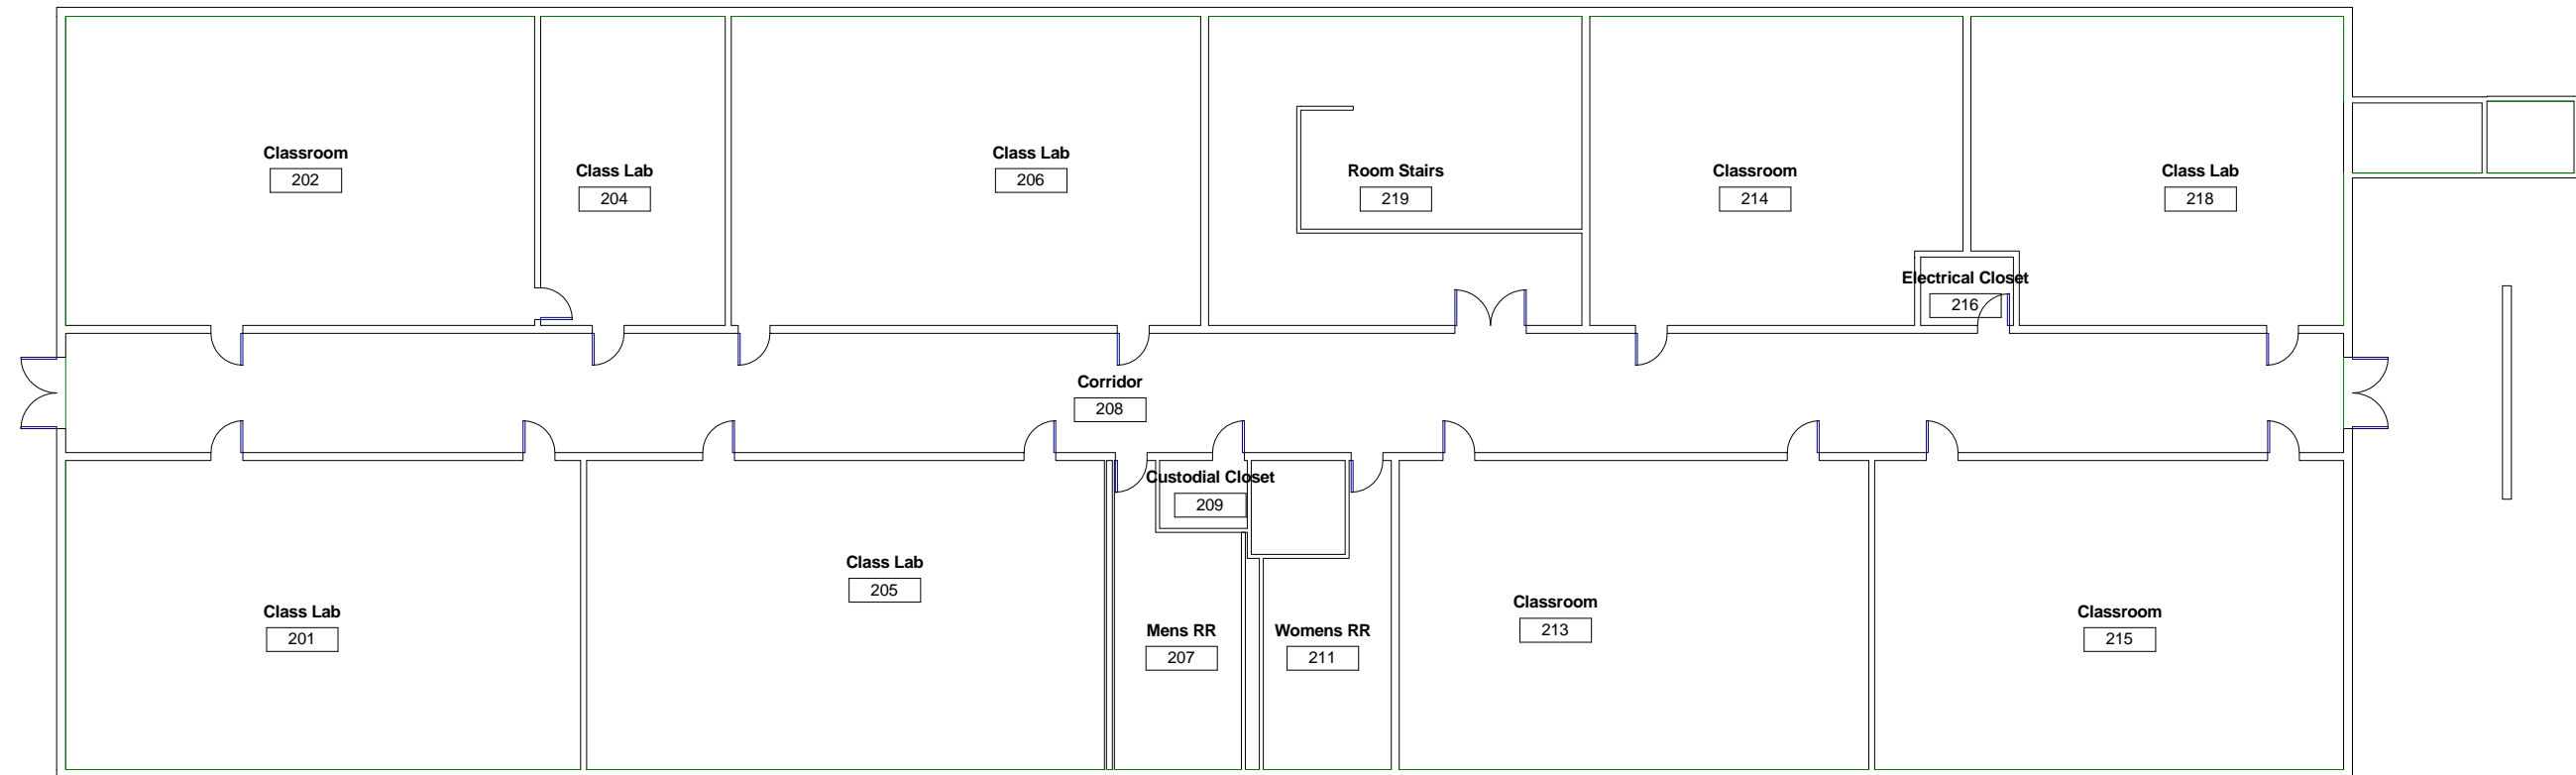 Classroom
202
Class Lab
204
Class Lab
206
Room Stairs
219
Classroom
214
Class Lab
218
Electrical Closet
216
Corridor
208
Custodial Closet
209
Class Lab
201
Class Lab
205
Mens RR
207
Womens RR
211
Classroom
213
Classroom
215